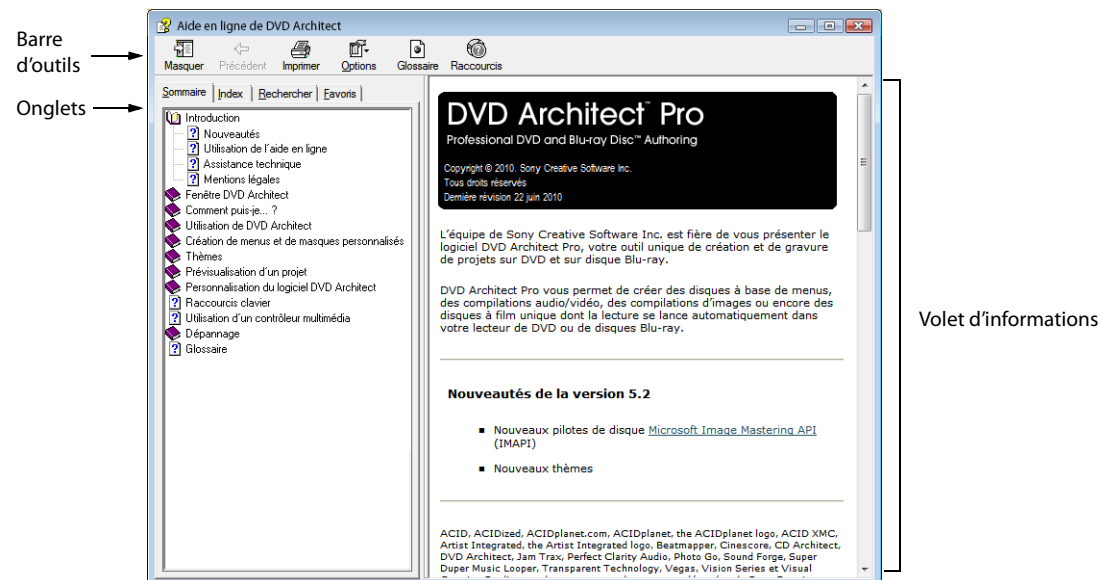 Aide en ligne de DVD Architect
Barre
d'outils
Masquer Précédent Imprimer Options Glossaire Raccourcis
Onglets
Sommaire Index Rechercher Favoris
Introduction
Nouveautés
Utilisation de l'aide en ligne
Assistance technique
Mentions légales
Fenêtre DVD Architect
Comment puis-je... ?
Utilisation de DVD Architect
Création de menus et de masques personnalisés
Thèmes
Prévisualisation d'un projet
Personnalisation du logiciel DVD Architect
Raccourcis clavier
Utilisation d'un contrôleur multimédia
Dépannage
Glossaire
DVD Architect™ Pro
Professional DVD and Blu-ray Disc™ Authoring
Copyright © 2010. Sony Creative Software Inc.
Tous droits réservés
Dernière révision 22 juin 2010
L'équipe de Sony Creative Software Inc. est fière de vous présenter le
logiciel DVD Architect Pro, votre outil unique de création et de gravure
de projets sur DVD et sur disque Blu-ray.
DVD Architect Pro vous permet de créer des disques à base de menus,
des compilations audio/vidéo, des compilations d'images ou encore des
disques à film unique dont la lecture se lance automatiquement dans
votre lecteur de DVD ou de disques Blu-ray.
Nouveautés de la version 5.2
■ Nouveaux pilotes de disque Microsoft Image Mastering API
(IMAPI)
■ Nouveaux thèmes
ACID, ACIDized, ACIDplanet.com, ACIDplanet, the ACIDplanet logo, ACID XMC,
Artist Integrated, the Artist Integrated logo, Beatmapper, Cinescore, CD Architect,
DVD Architect, Jam Trax, Perfect Clarity Audio, Photo Go, Sound Forge, Super
Duper Music Looper, Transparent Technology, Vegas, Vision Series et Visual
Volet d'informations